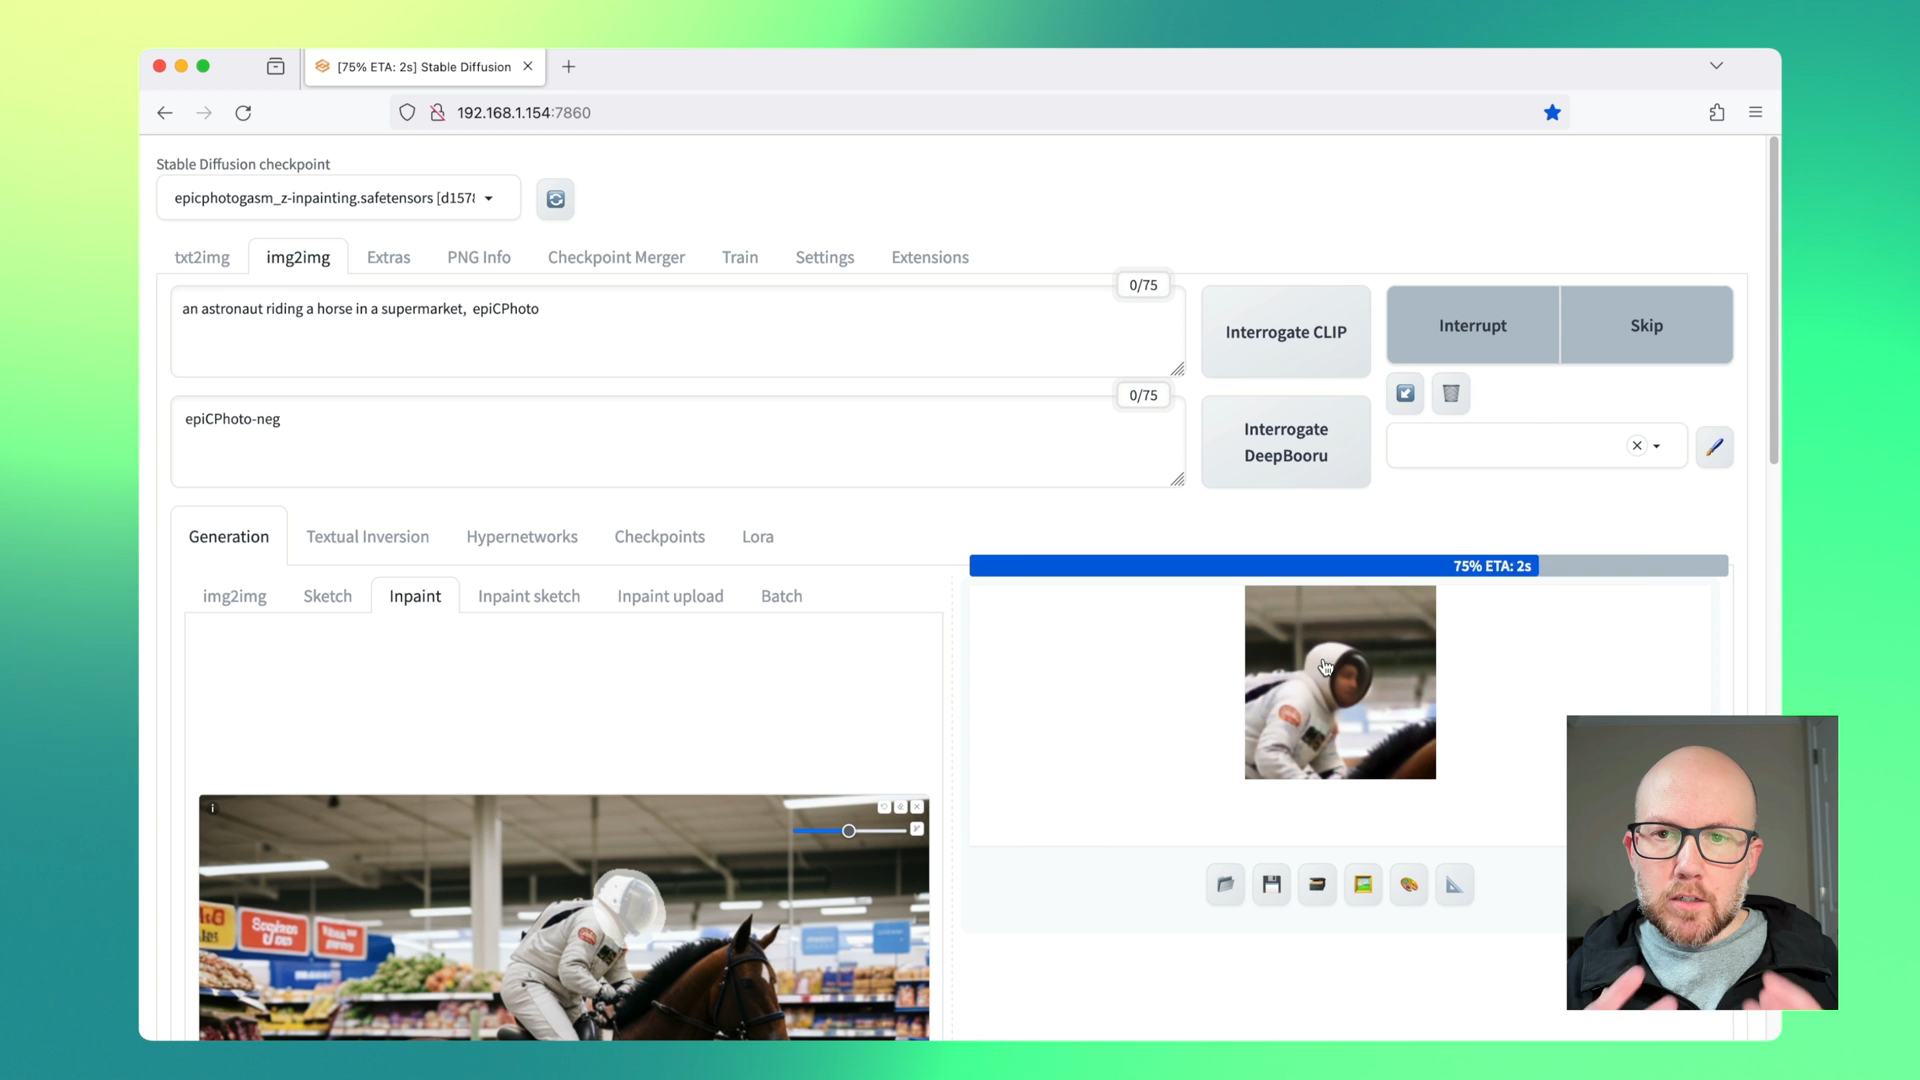 [75% ETA: 2s] Stable Diffusion
192.168.1.154:7860
Stable Diffusion checkpoint
epicphotogasm_z-inpainting.safetensors [d157
txt2img img2img Extras PNG Info Checkpoint Merger Train Settings Extensions
0/75
an astronaut riding a horse in a supermarket, epiCPhoto
Interrogate CLIP
Interrupt Skip
0/75
epiCPhoto-neg
Interrogate
DeepBooru
Generation Textual Inversion Hypernetworks Checkpoints Lora
75% ETA: 2s
img2img Sketch Inpaint Inpaint sketch Inpaint upload Batch